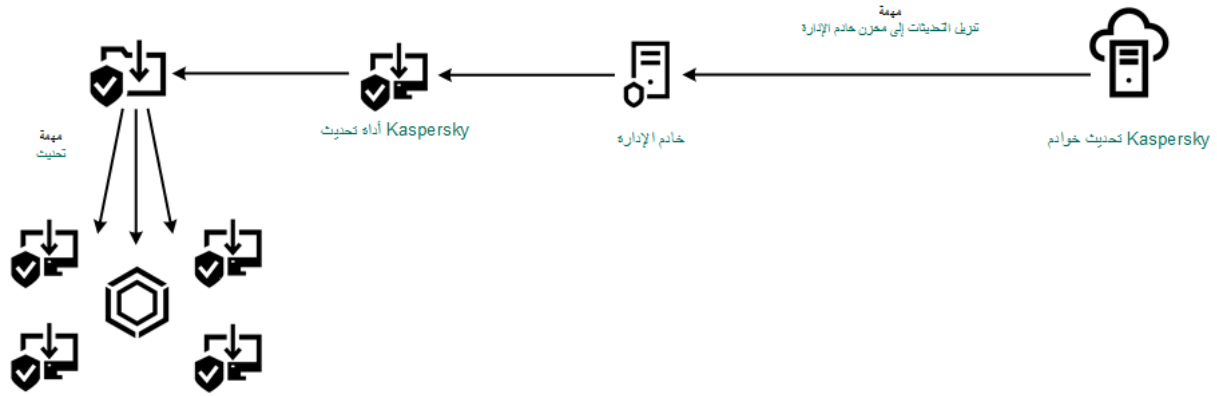 مهمة
تنزيل التحديثات إلى مخزن خادم الإدارة
Kaspersky تحديث خوادم
خادم الإدارة
Kaspersky أداة تحديث
مهمة
تحديث